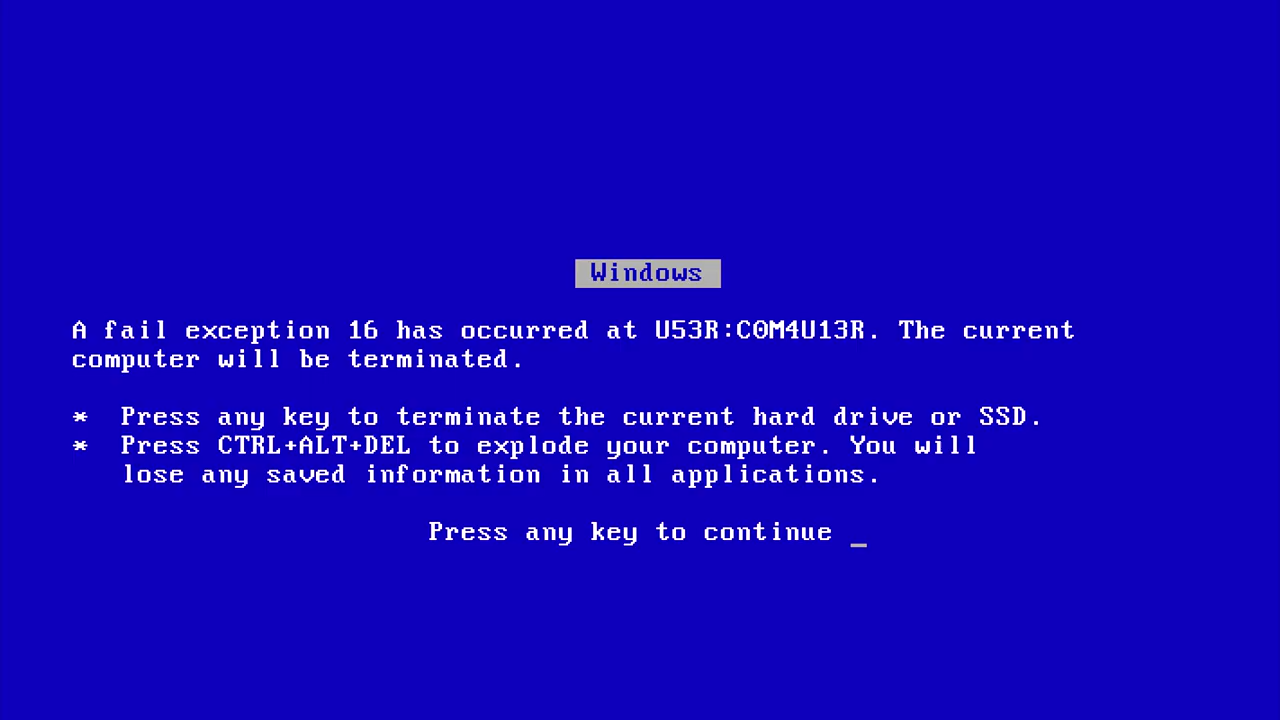 Windows
A fail exception 16 has occurred at U53R:C0M4U13R. The current
computer will be terminated.
* Press any key to terminate the current hard drive or SSD.
* Press CTRL+ALT+DEL to explode your computer. You will
lose any saved information in all applications.
Press any key to continue _